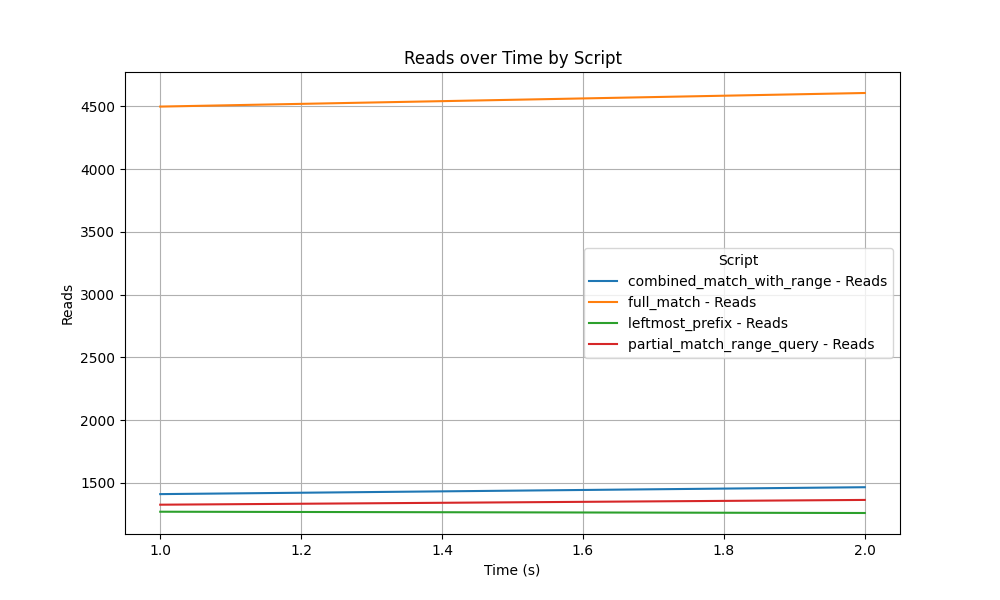 Reads over Time by Script
4500
4000
3500
3000
2500
2000
1500
Reads
Script
combined_match_with_range - Reads
full_match - Reads
leftmost_prefix - Reads
partial_match_range_query - Reads
1.0 1.2 1.4 1.6 1.8 2.0
Time (s)